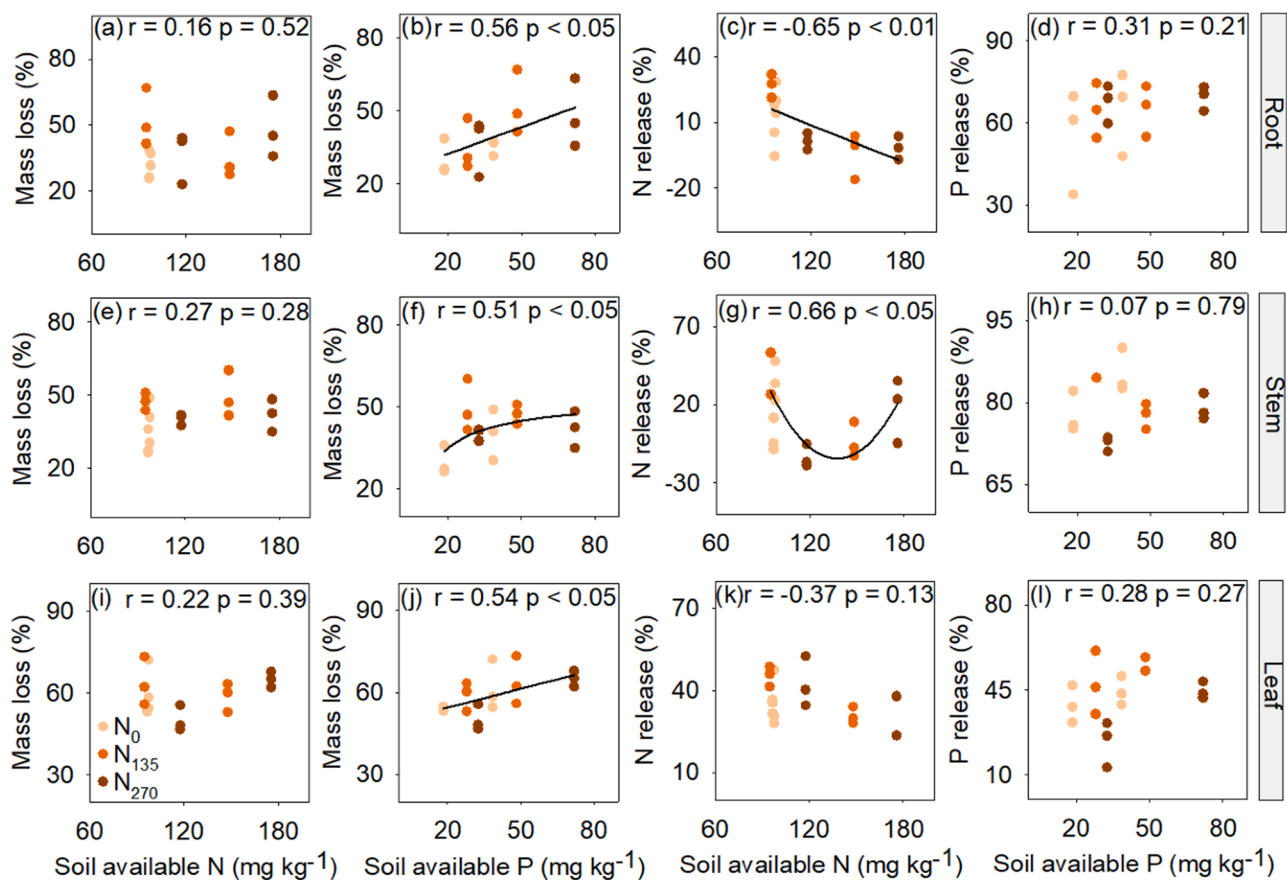 (a) r = 0.16 p = 0.52
Mass loss (%)
80
50
20
60 120 180
(b) r = 0.56 p < 0.05
Mass loss (%)
80
50
20
20 50 80
(c) r = -0.65 p < 0.01
N release (%)
40
10
-20
60 120 180
(d) r = 0.31 p = 0.21
P release (%)
90
60
30
20 50 80
Root
(e) r = 0.27 p = 0.28
Mass loss (%)
80
50
20
60 120 180
(f) r = 0.51 p < 0.05
Mass loss (%)
80
50
20
20 50 80
(g) r = 0.66 p < 0.05
N release (%)
70
20
-30
60 120 180
(h) r = 0.07 p = 0.79
P release (%)
95
80
65
20 50 80
Stem
(i) r = 0.22 p = 0.39
Mass loss (%)
90
60
30
N0
N135
N270
60 120 180
Soil available N (mg kg-1)
(j) r = 0.54 p < 0.05
Mass loss (%)
90
60
30
20 50 80
Soil available P (mg kg-1)
(k) r = -0.37 p = 0.13
N release (%)
70
40
10
60 120 180
Soil available N (mg kg-1)
(l) r = 0.28 p = 0.27
P release (%)
80
45
10
20 50 80
Soil available P (mg kg-1)
Leaf